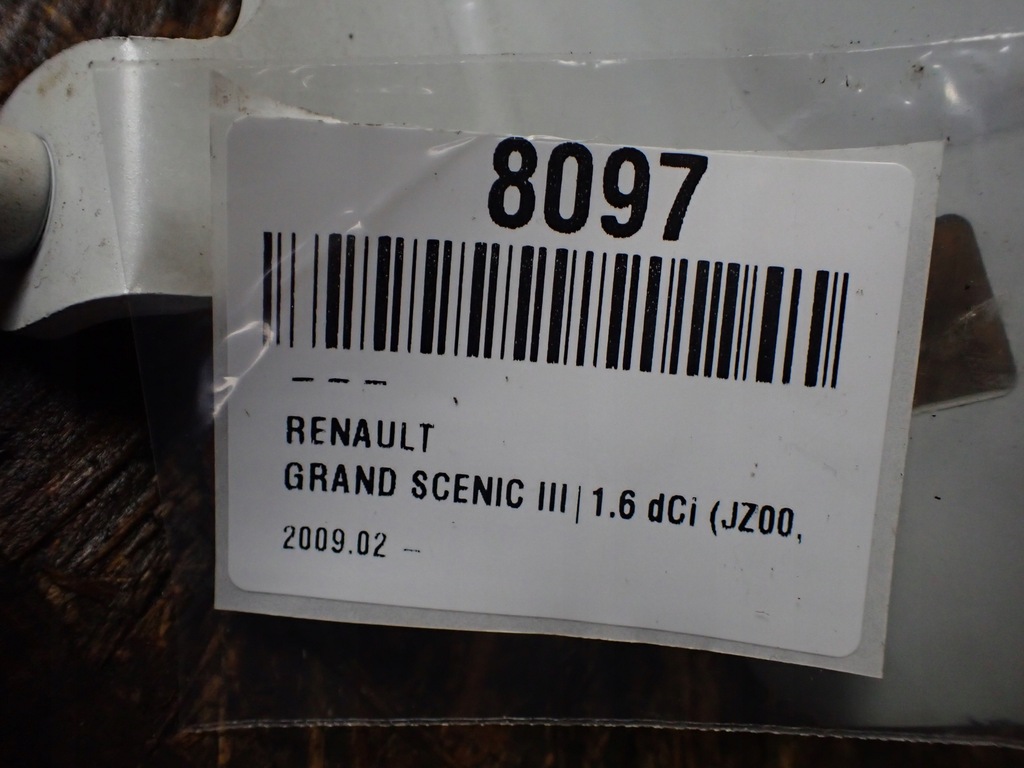 8097
- - -
RENAULT
GRAND SCENIC III | 1.6 dCi (JZ00,
2009.02 -